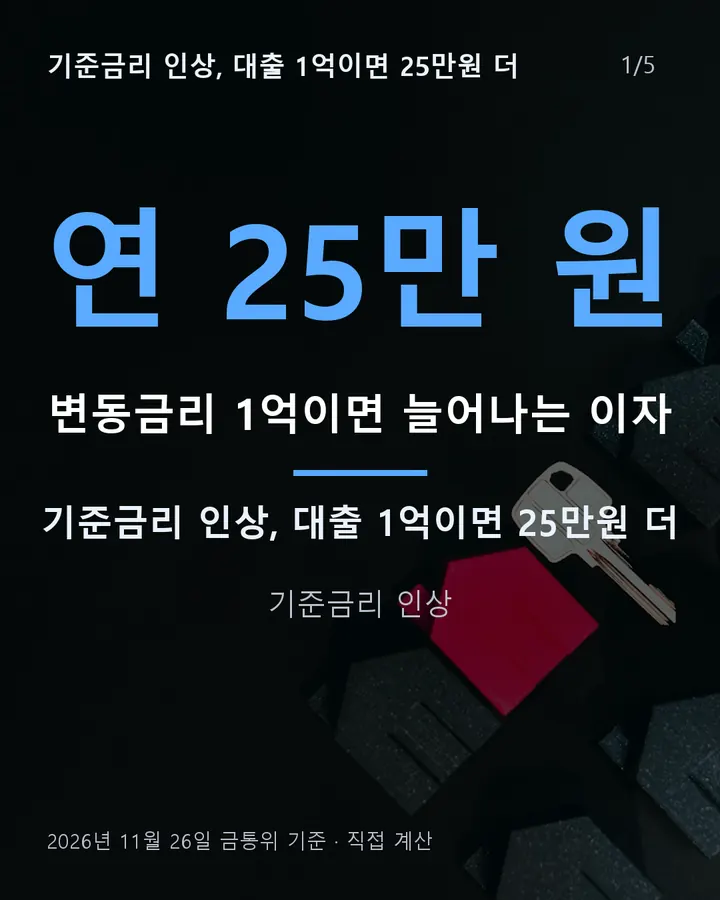 기준금리 인상, 대출 1억이면 25만원 더
1/5
연 25만 원
변동금리 1억이면 늘어나는 이자
기준금리 인상, 대출 1억이면 25만원 더
기준금리 인상
2026년 11월 26일 금통위 기준 · 직접 계산